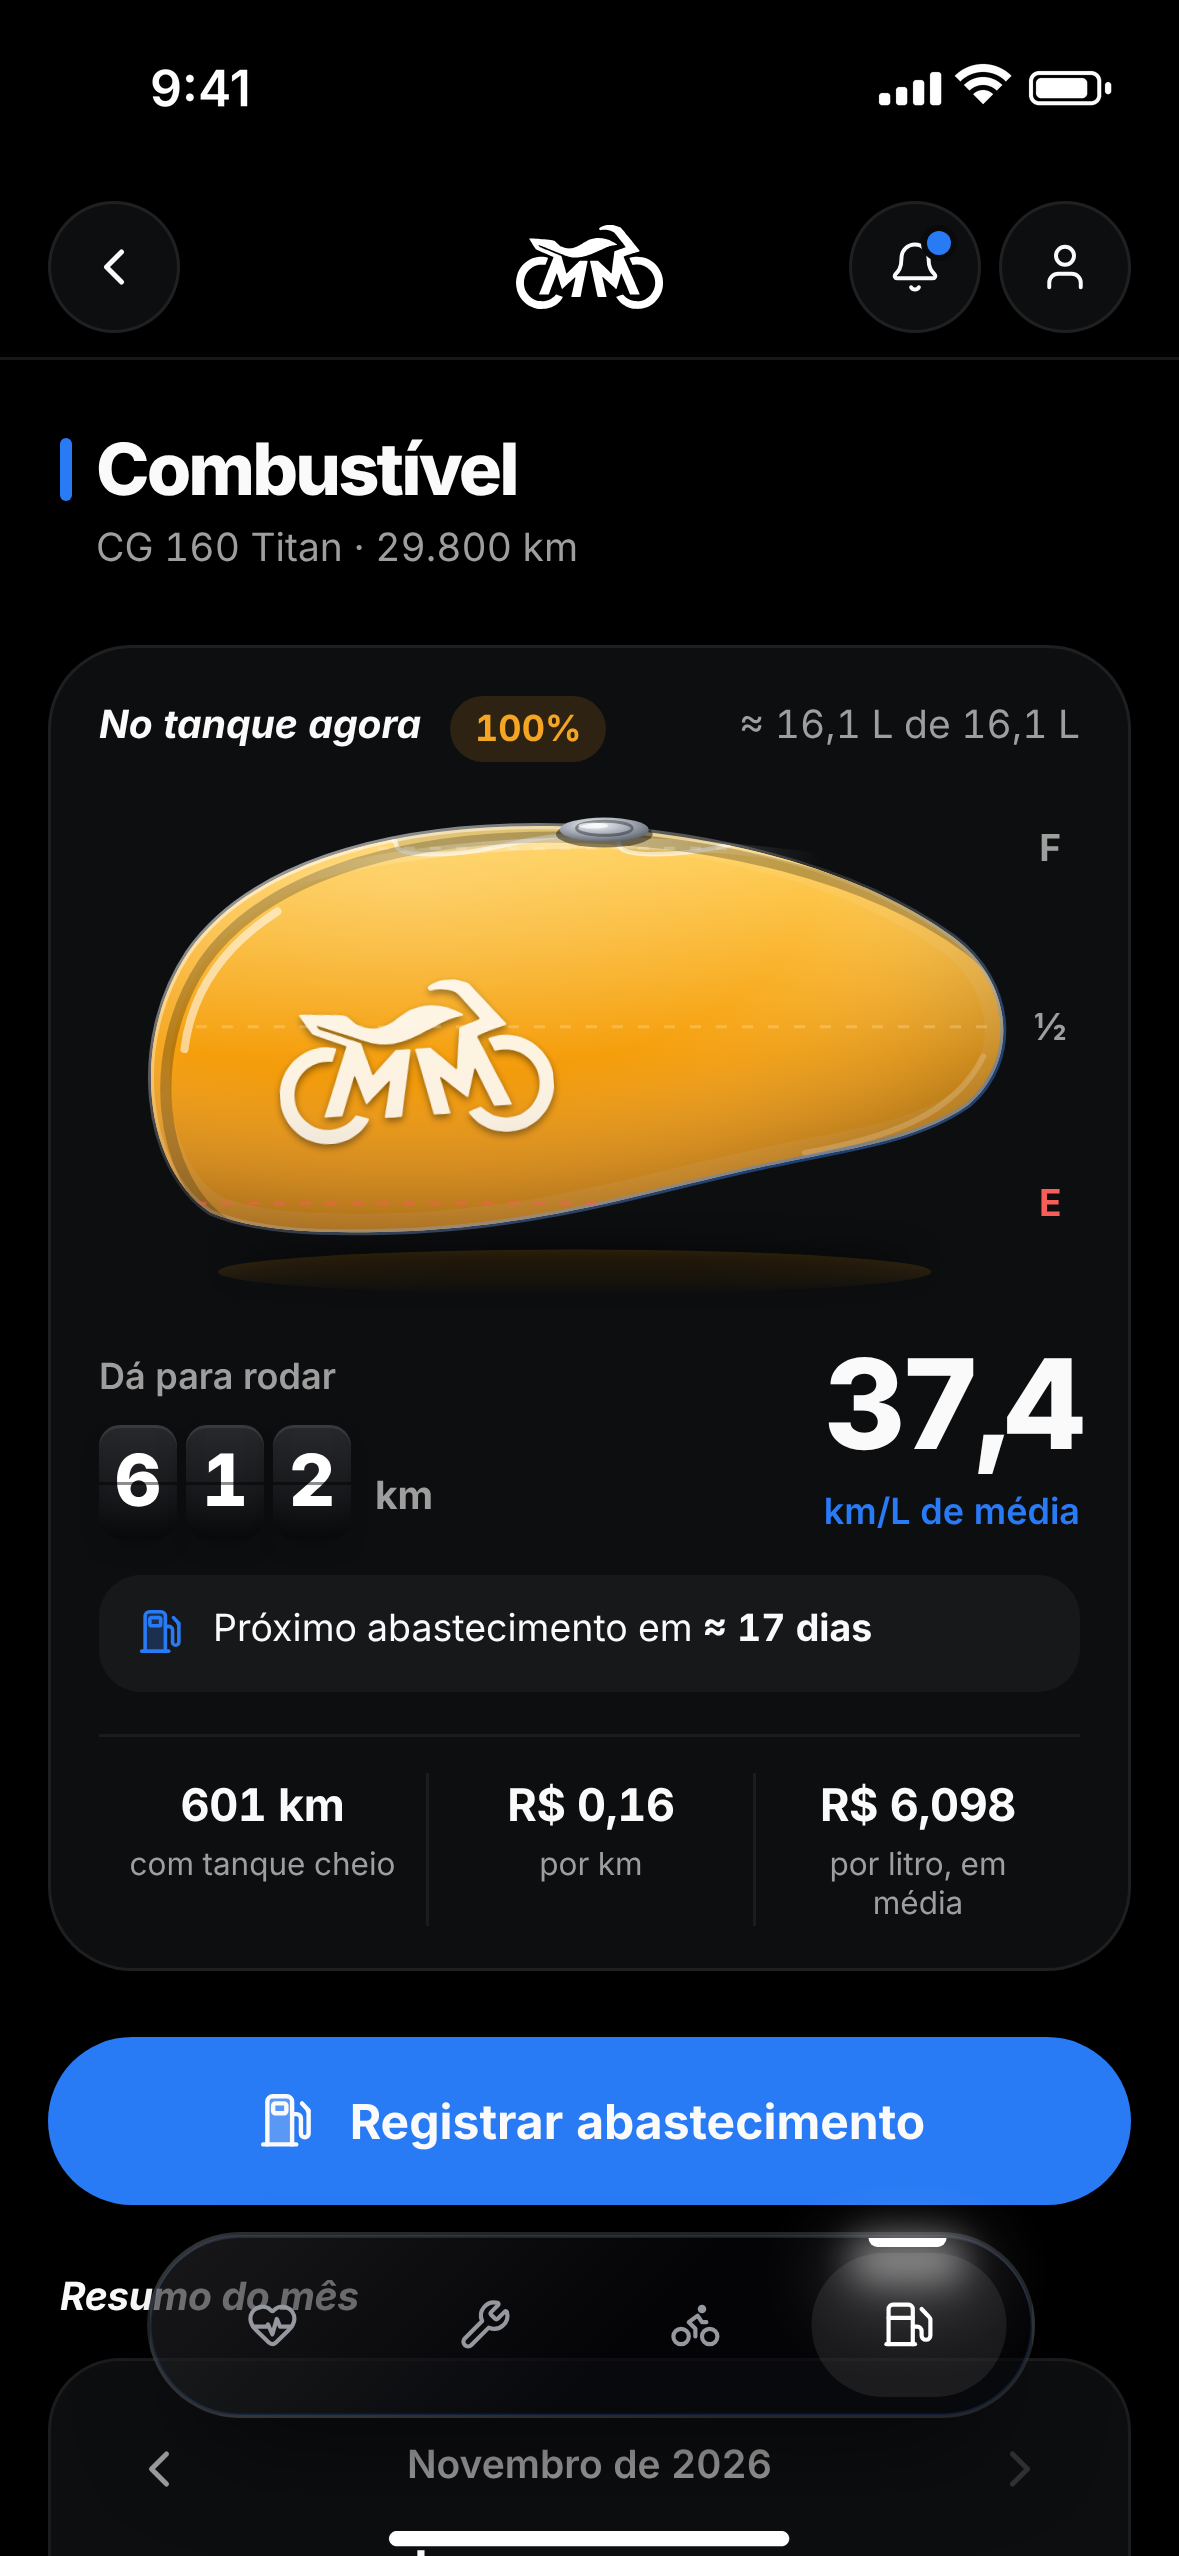 9:41
MM
Combustível
CG 160 Titan · 29.800 km
No tanque agora 100% ≈ 16,1 L de 16,1 L
F
MM
½
E
Dá para rodar
37,4
612 km
km/L de média
Próximo abastecimento em ≈ 17 dias
601 km R$ 0,16 R$ 6,098
com tanque cheio por km por litro, em
média
Registrar abastecimento
Resumo do mês
Novembro de 2026